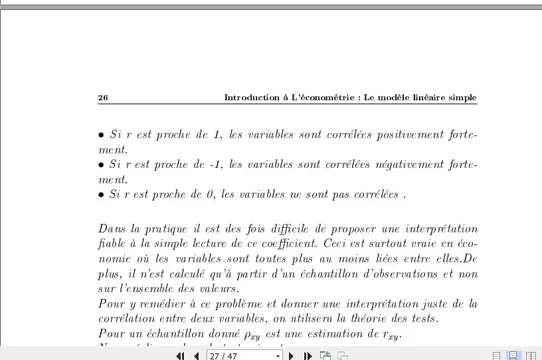 26 Introduction à L'économétrie : Le modèle linéaire simple
• Si r est proche de 1, les variables sont corrélées positivement forte-
ment.
• Si r est proche de -1, les variables sont corrélées négativement forte-
ment.
• Si r est proche de 0, les variables ne sont pas corrélées .
Dans la pratique il est des fois difficile de proposer une interprétation
fiable à la simple lecture de ce coefficient. Ceci est surtout vraie en éco-
nomie où les variables sont toutes plus au moins liées entre elles.De
plus, il n'est calculé qu'à partir d'un échantillon d'observations et non
sur l'ensemble des valeurs.
Pour y remédier à ce problème et donner une interprétation juste de la
corrélation entre deux variables, on utilisera la théorie des tests.
Pour un échantillon donné ρxy est une estimation de rxy.
27 / 47